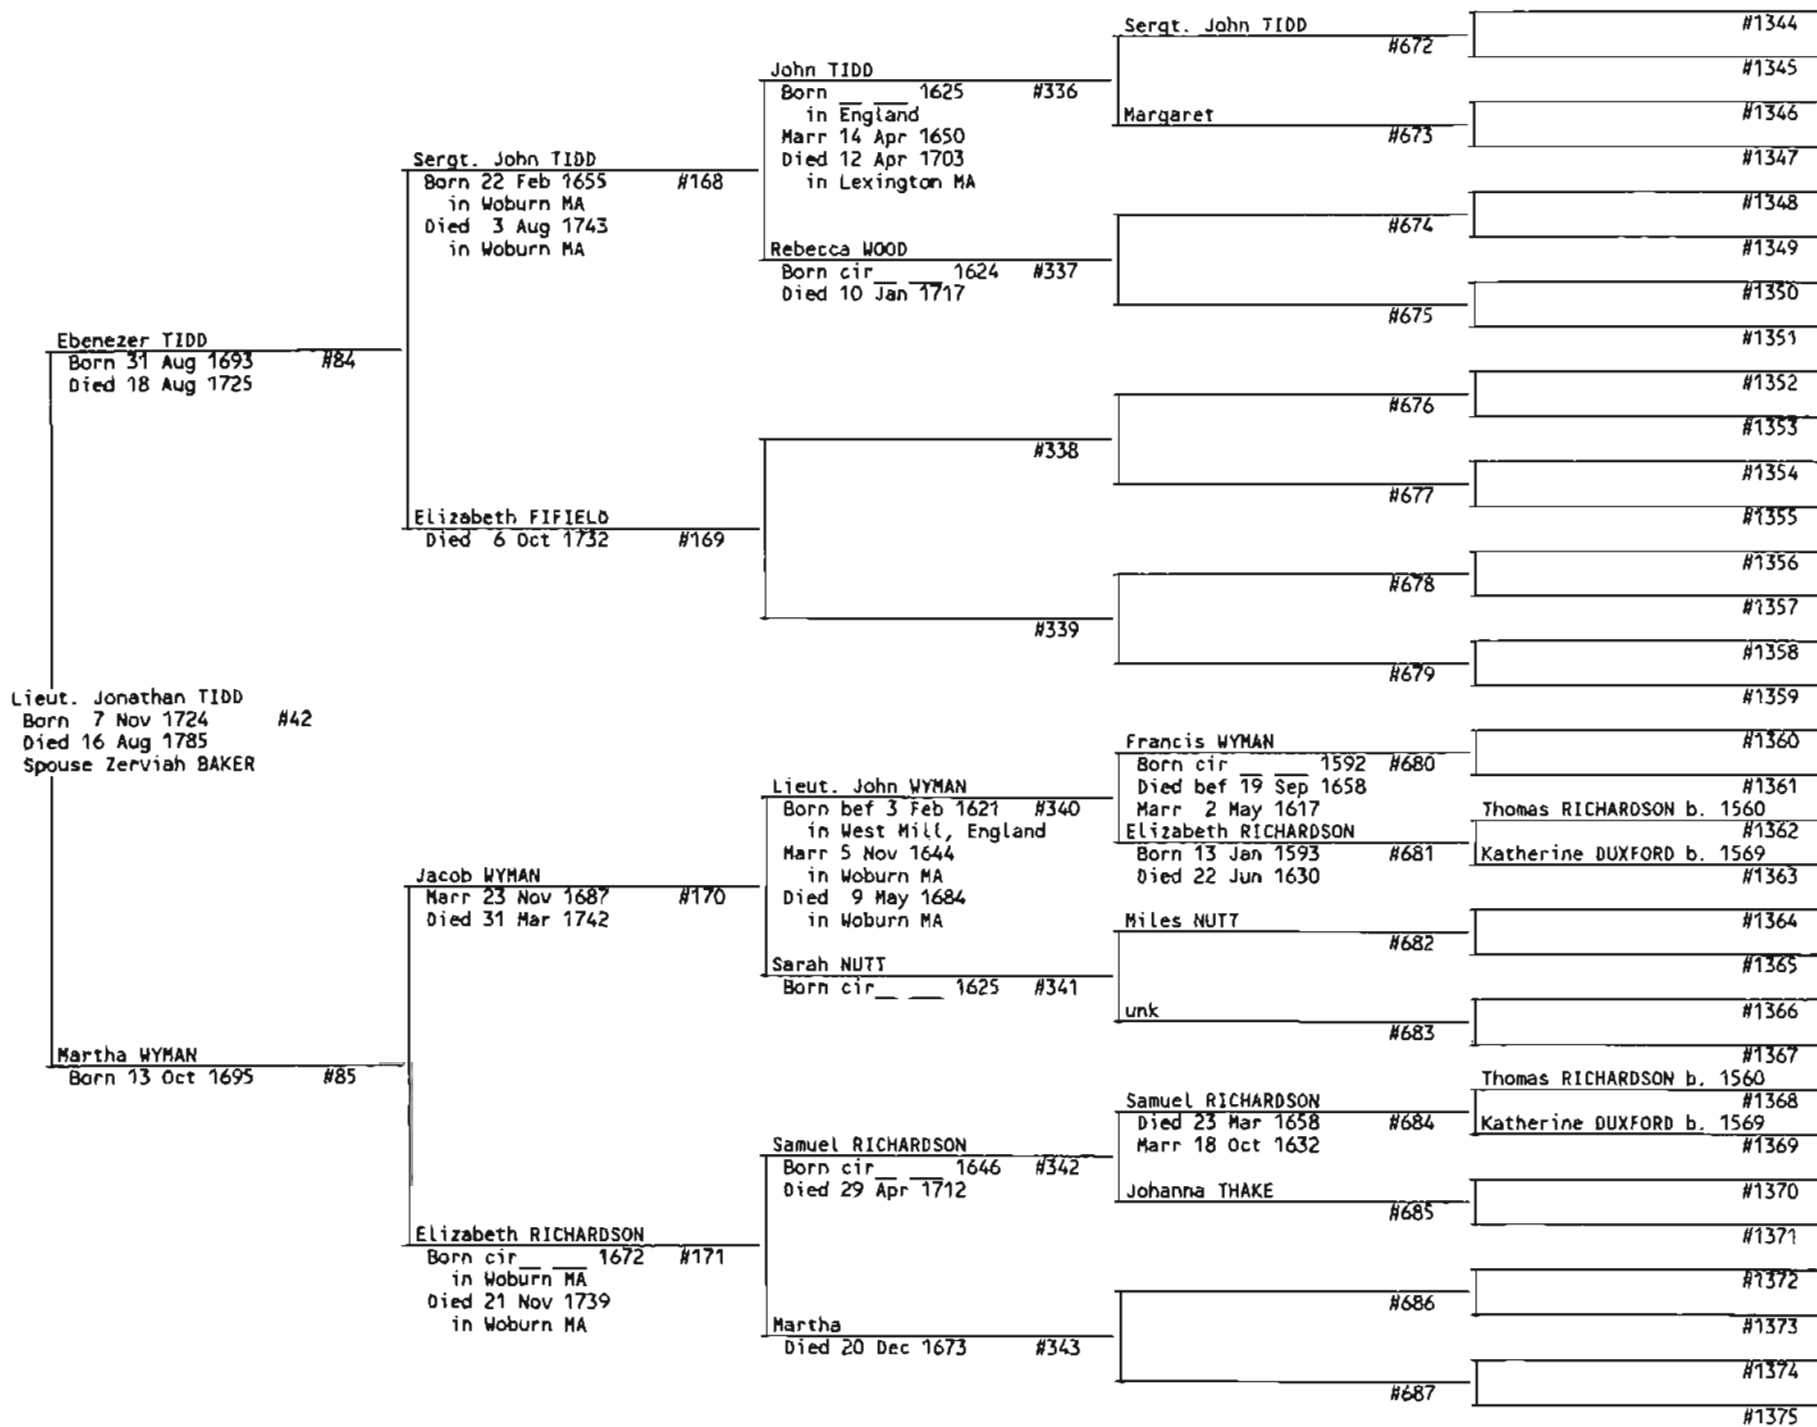 Lieut. Jonathan TIDD
Born 7 Nov 1724 #42
Died 16 Aug 1785
Spouse Zerviah BAKER
Ebenezer TIDD
Born 31 Aug 1693 #84
Died 18 Aug 1725
Martha WYMAN
Born 13 Oct 1695 #85
Sergt. John TIDD
Born 22 Feb 1655 #168
in Woburn MA
Died 3 Aug 1743
in Woburn MA
Elizabeth FIFIELD
Died 6 Oct 1732 #169
Jacob WYMAN
Marr 23 Nov 1687 #170
Died 31 Mar 1742
Elizabeth RICHARDSON
Born cir __ ___ 1672 #171
in Woburn MA
Died 21 Nov 1739
in Woburn MA
John TIDD
Born __ ___ 1625 #336
in England
Marr 14 Apr 1650
Died 12 Apr 1703
in Lexington MA
Rebecca WOOD
Born cir __ ___ 1624 #337
Died 10 Jan 1717
#338
#339
Lieut. John WYMAN
Born bef 3 Feb 1621 #340
in West Mill, England
Marr 5 Nov 1644
in Woburn MA
Died 9 May 1684
in Woburn MA
Sarah NUTT
Born cir __ ___ 1625 #341
Samuel RICHARDSON
Born cir __ ___ 1646 #342
Died 29 Apr 1712
Martha
Died 20 Dec 1673 #343
Sergt. John TIDD
#672
Margaret
#673
#674
#675
#676
#677
#678
#679
Francis WYMAN
Born cir __ ___ 1592 #680
Died bef 19 Sep 1658
Marr 2 May 1617
Elizabeth RICHARDSON
Born 13 Jan 1593 #681
Died 22 Jun 1630
Miles NUTT
#682
unk
#683
Samuel RICHARDSON
Died 23 Mar 1658 #684
Marr 18 Oct 1632
Johanna THAKE
#685
#686
#687
#1344
#1345
#1346
#1347
#1348
#1349
#1350
#1351
#1352
#1353
#1354
#1355
#1356
#1357
#1358
#1359
#1360
#1361
Thomas RICHARDSON b. 1560
#1362
Katherine DUXFORD b. 1569
#1363
#1364
#1365
#1366
#1367
Thomas RICHARDSON b. 1560
#1368
Katherine DUXFORD b. 1569
#1369
#1370
#1371
#1372
#1373
#1374
#1375